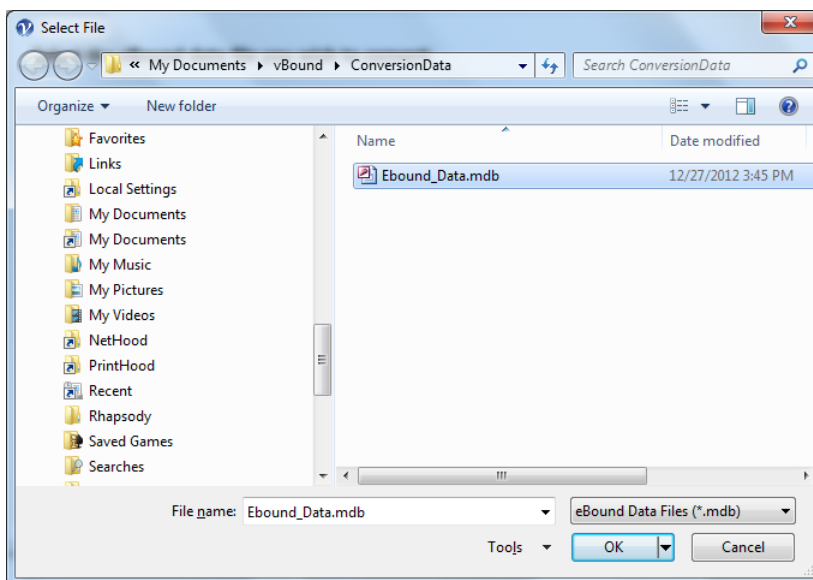 Select File
« My Documents ▸ vBound ▸ ConversionData
Search ConversionData
Organize
New folder
Name
Date modified
Favorites
Links
Local Settings
My Documents
My Documents
My Music
My Pictures
My Videos
NetHood
PrintHood
Recent
Rhapsody
Saved Games
Searches
Ebound_Data.mdb
12/27/2012 3:45 PM
File name:
Ebound_Data.mdb
eBound Data Files (*.mdb)
Tools
OK
Cancel